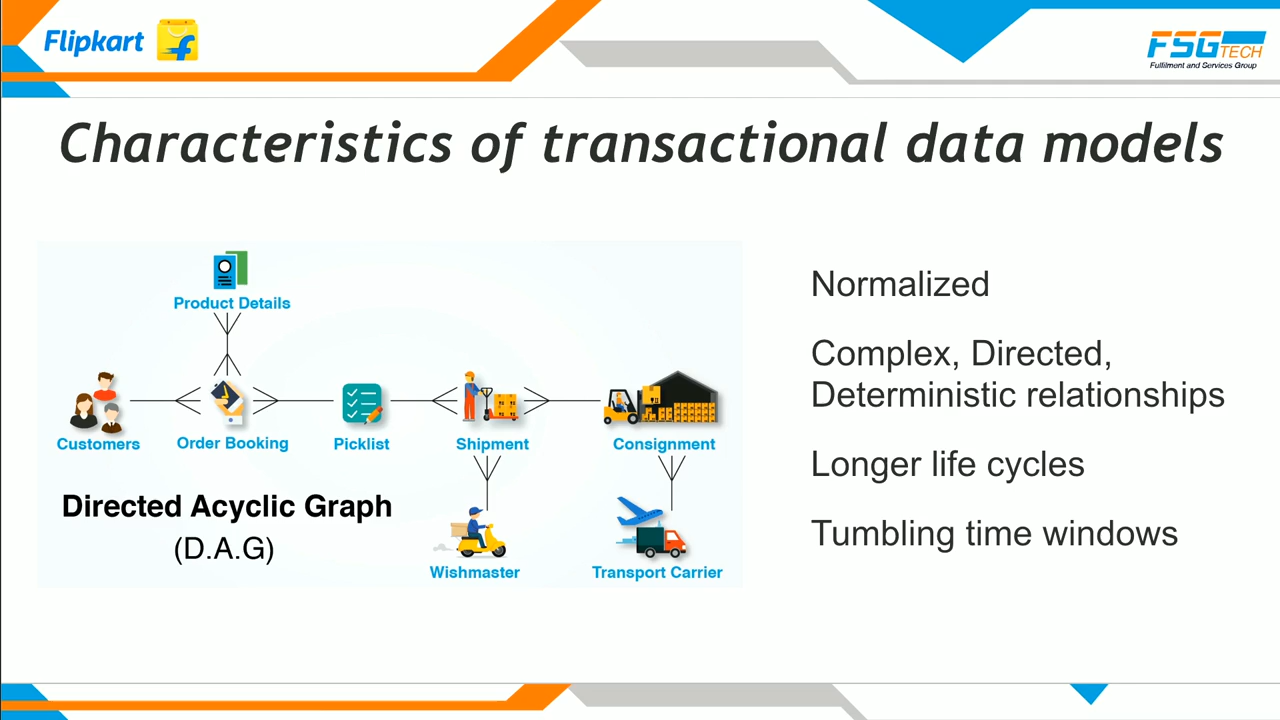 Flipkart
FSG TECH
Fulfilment and Services Group
Characteristics of transactional data models
Product Details
Customers
Order Booking
Picklist
Shipment
Consignment
Directed Acyclic Graph
(D.A.G)
Wishmaster
Transport Carrier
Normalized
Complex, Directed,
Deterministic relationships
Longer life cycles
Tumbling time windows